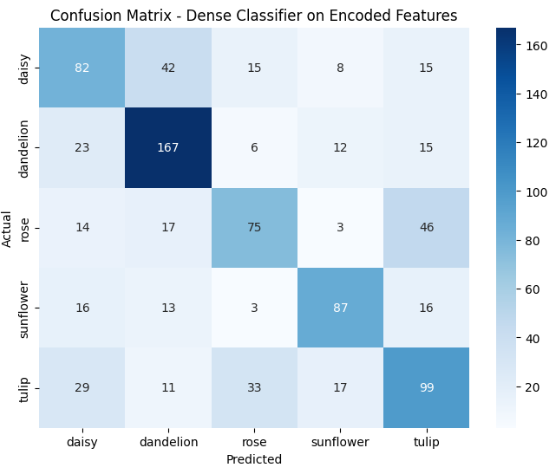 Confusion Matrix - Dense Classifier on Encoded Features
daisy 82 42 15 8 15
dandelion 23 167 6 12 15
rose 14 17 75 3 46
sunflower 16 13 3 87 16
tulip 29 11 33 17 99
daisy dandelion rose sunflower tulip
Predicted
Actual
160
140
120
100
80
60
40
20